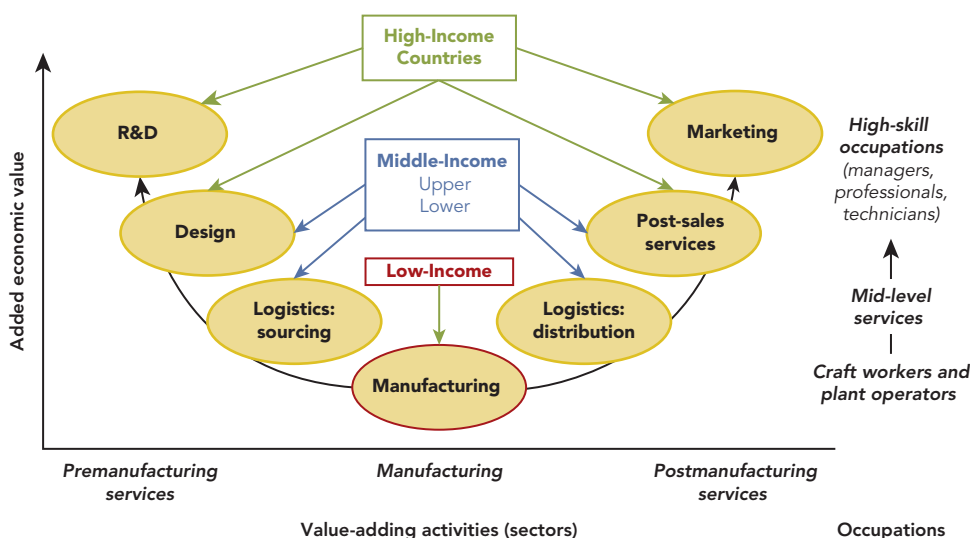 High-Income
Countries
R&D
Marketing
High-skill
occupations
(managers,
professionals,
technicians)
Middle-Income
Upper
Lower
Design
Post-sales
services
Low-Income
Logistics:
sourcing
Logistics:
distribution
Mid-level
services
Manufacturing
Craft workers and
plant operators
Added economic value
Premanufacturing
services
Manufacturing
Postmanufacturing
services
Value-adding activities (sectors)
Occupations